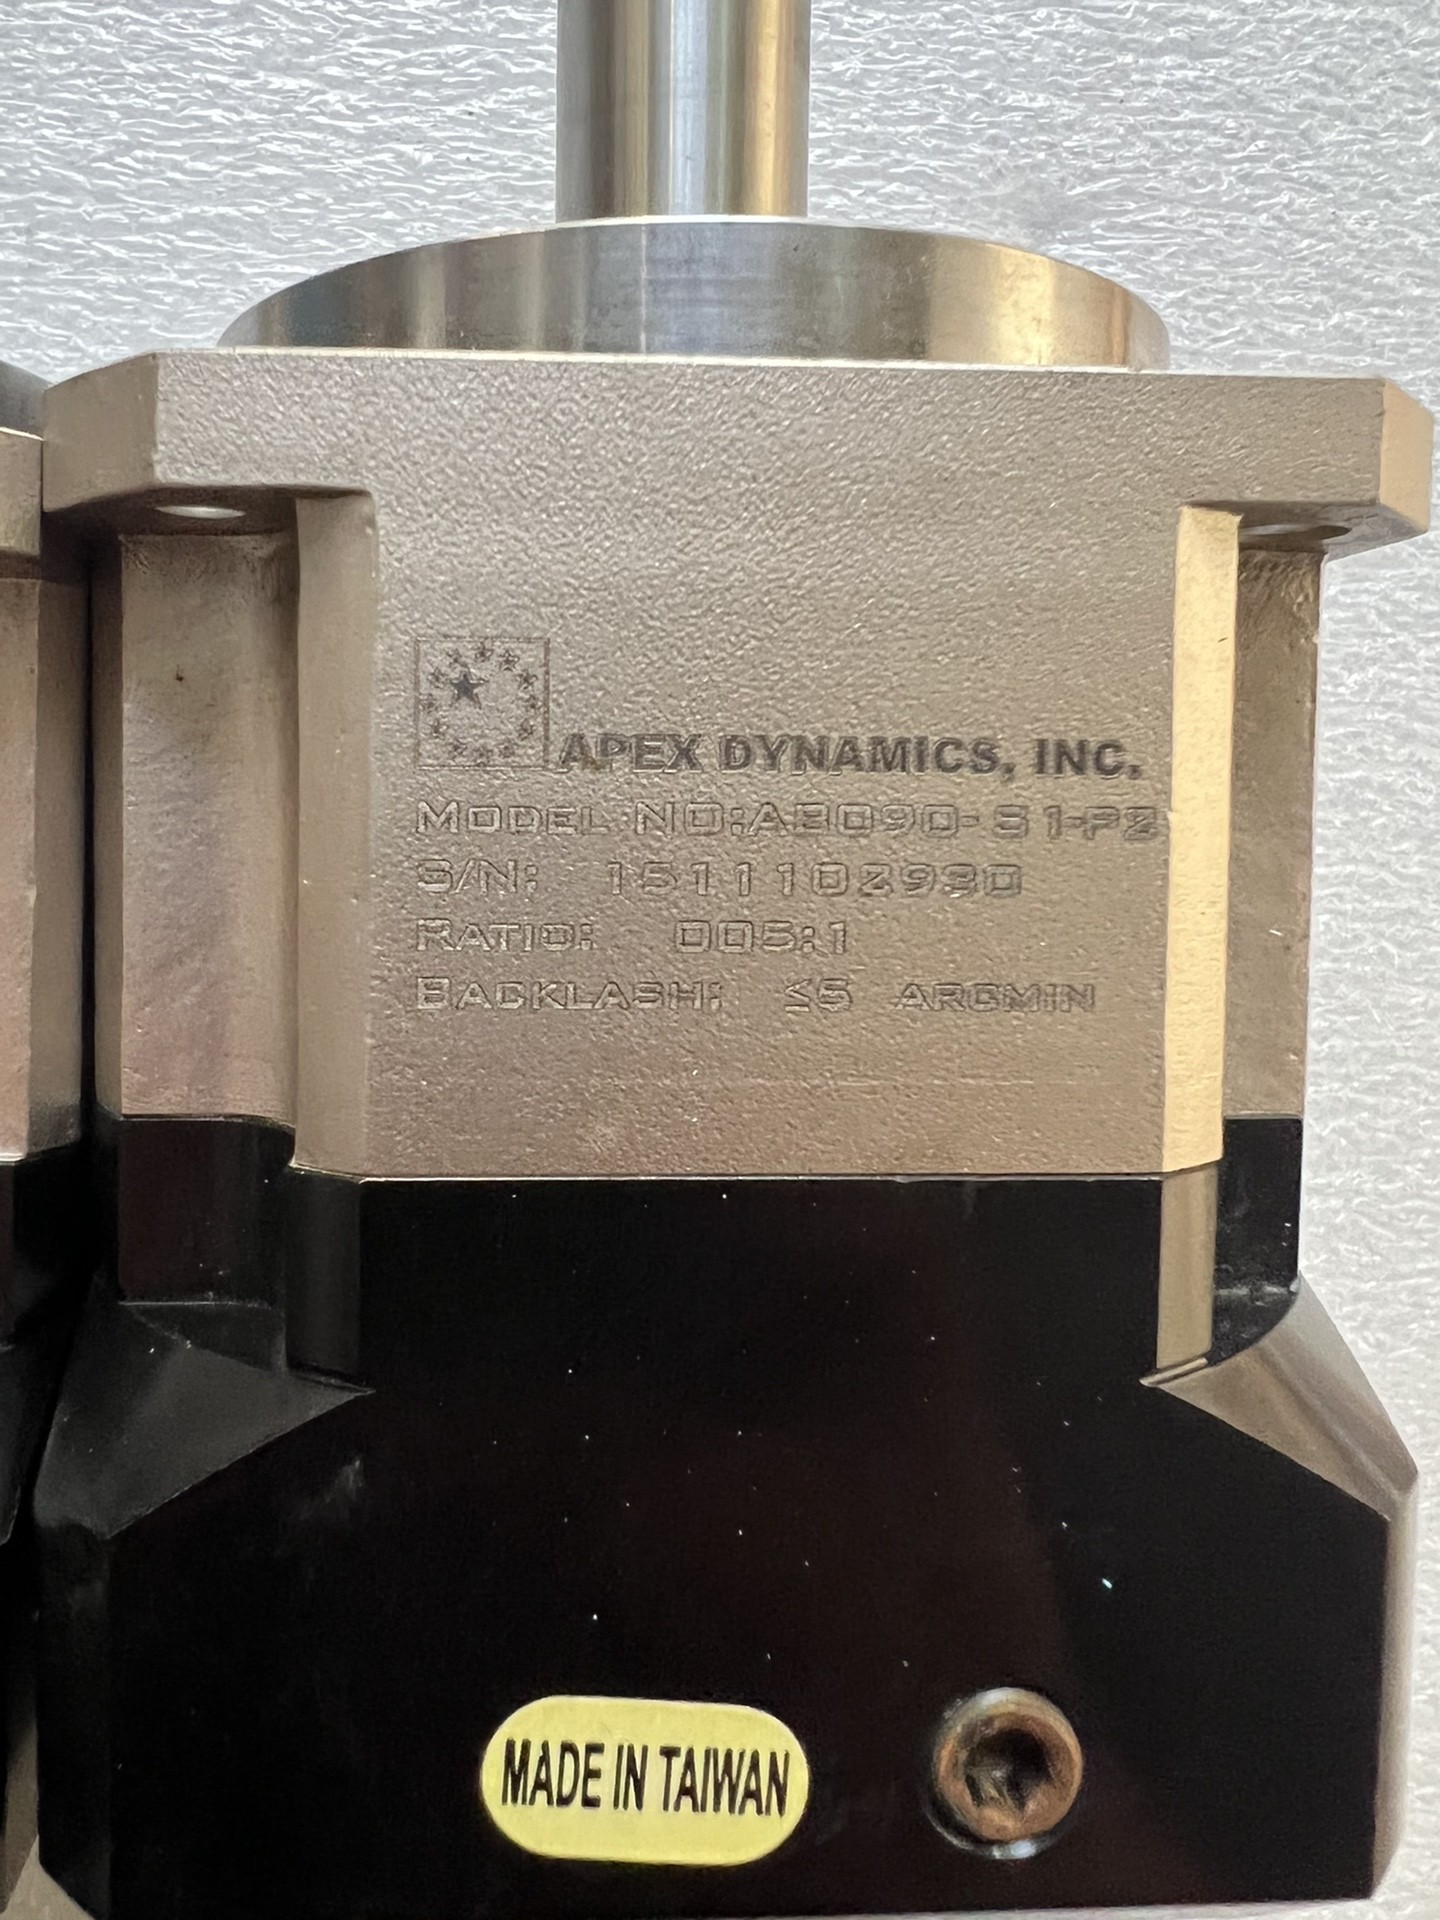 APEX DYNAMICS, INC.
MODEL NO:AB090-S1-P2
S/N: 1511102930
RATIO: 005:1
BACKLASH: ≤5 ARCMIN
MADE IN TAIWAN